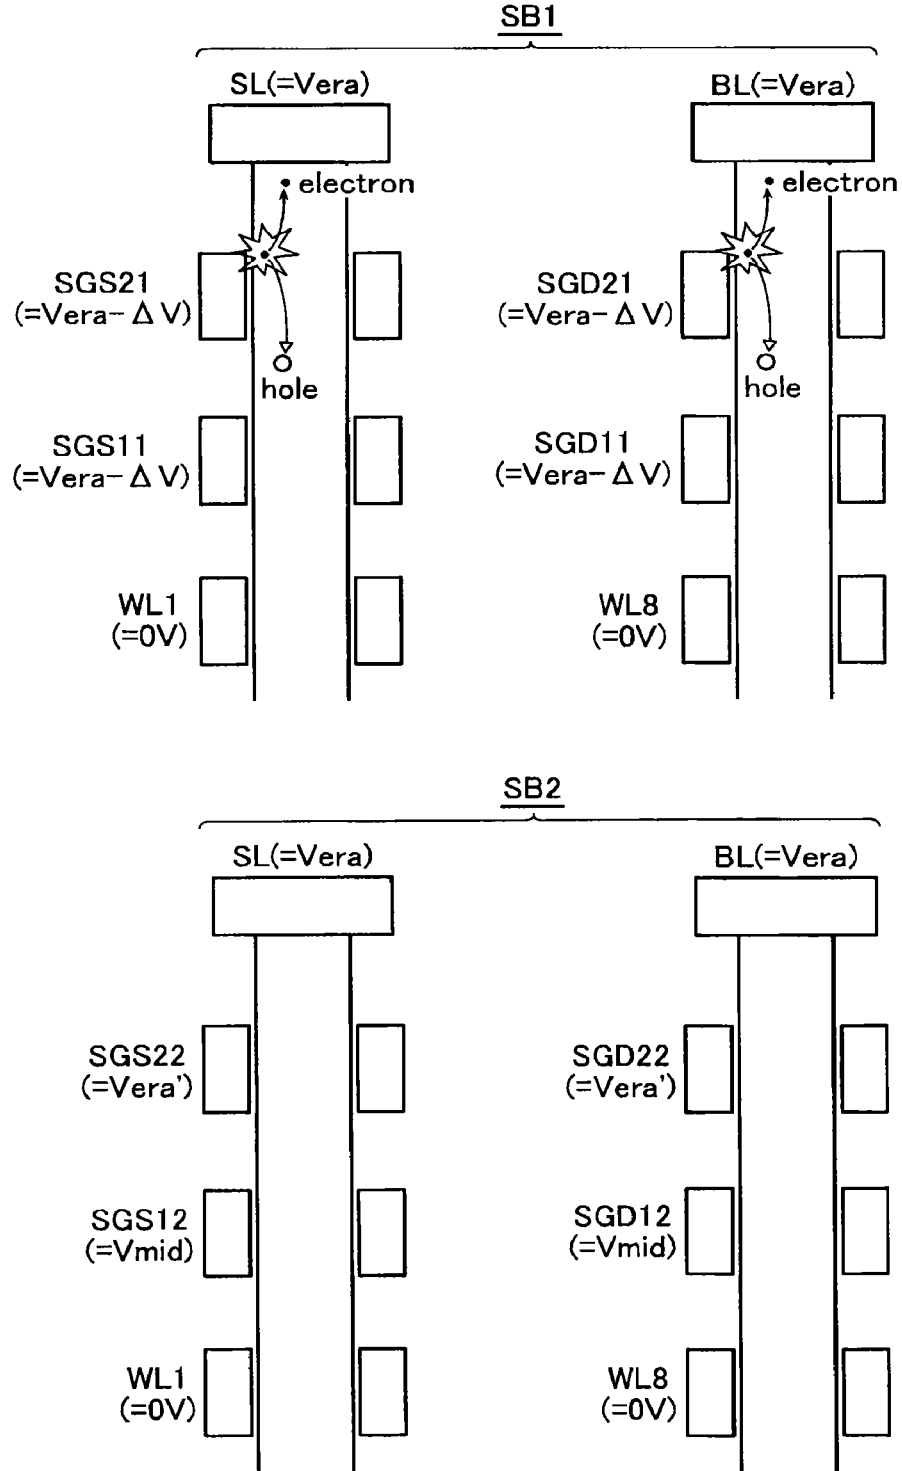 SB1
SL(=Vera)
BL(=Vera)
electron
electron
SGS21
(=Vera-ΔV)
SGD21
(=Vera-ΔV)
hole
hole
SGS11
(=Vera-ΔV)
SGD11
(=Vera-ΔV)
WL1
(=0V)
WL8
(=0V)
SB2
SL(=Vera)
BL(=Vera)
SGS22
(=Vera')
SGD22
(=Vera')
SGS12
(=Vmid)
SGD12
(=Vmid)
WL1
(=0V)
WL8
(=0V)